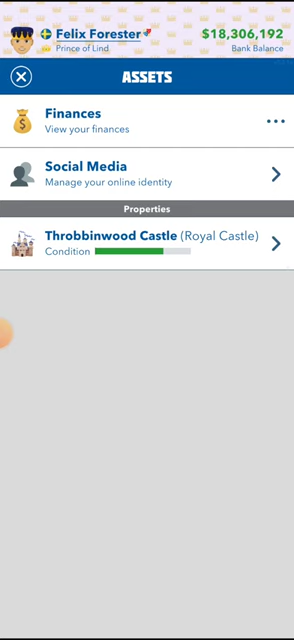 Felix Forester
$18,306,192
Prince of Lind
Bank Balance
ASSETS
Finances
View your finances
Social Media
Manage your online identity
Properties
Throbbinwood Castle (Royal Castle)
Condition